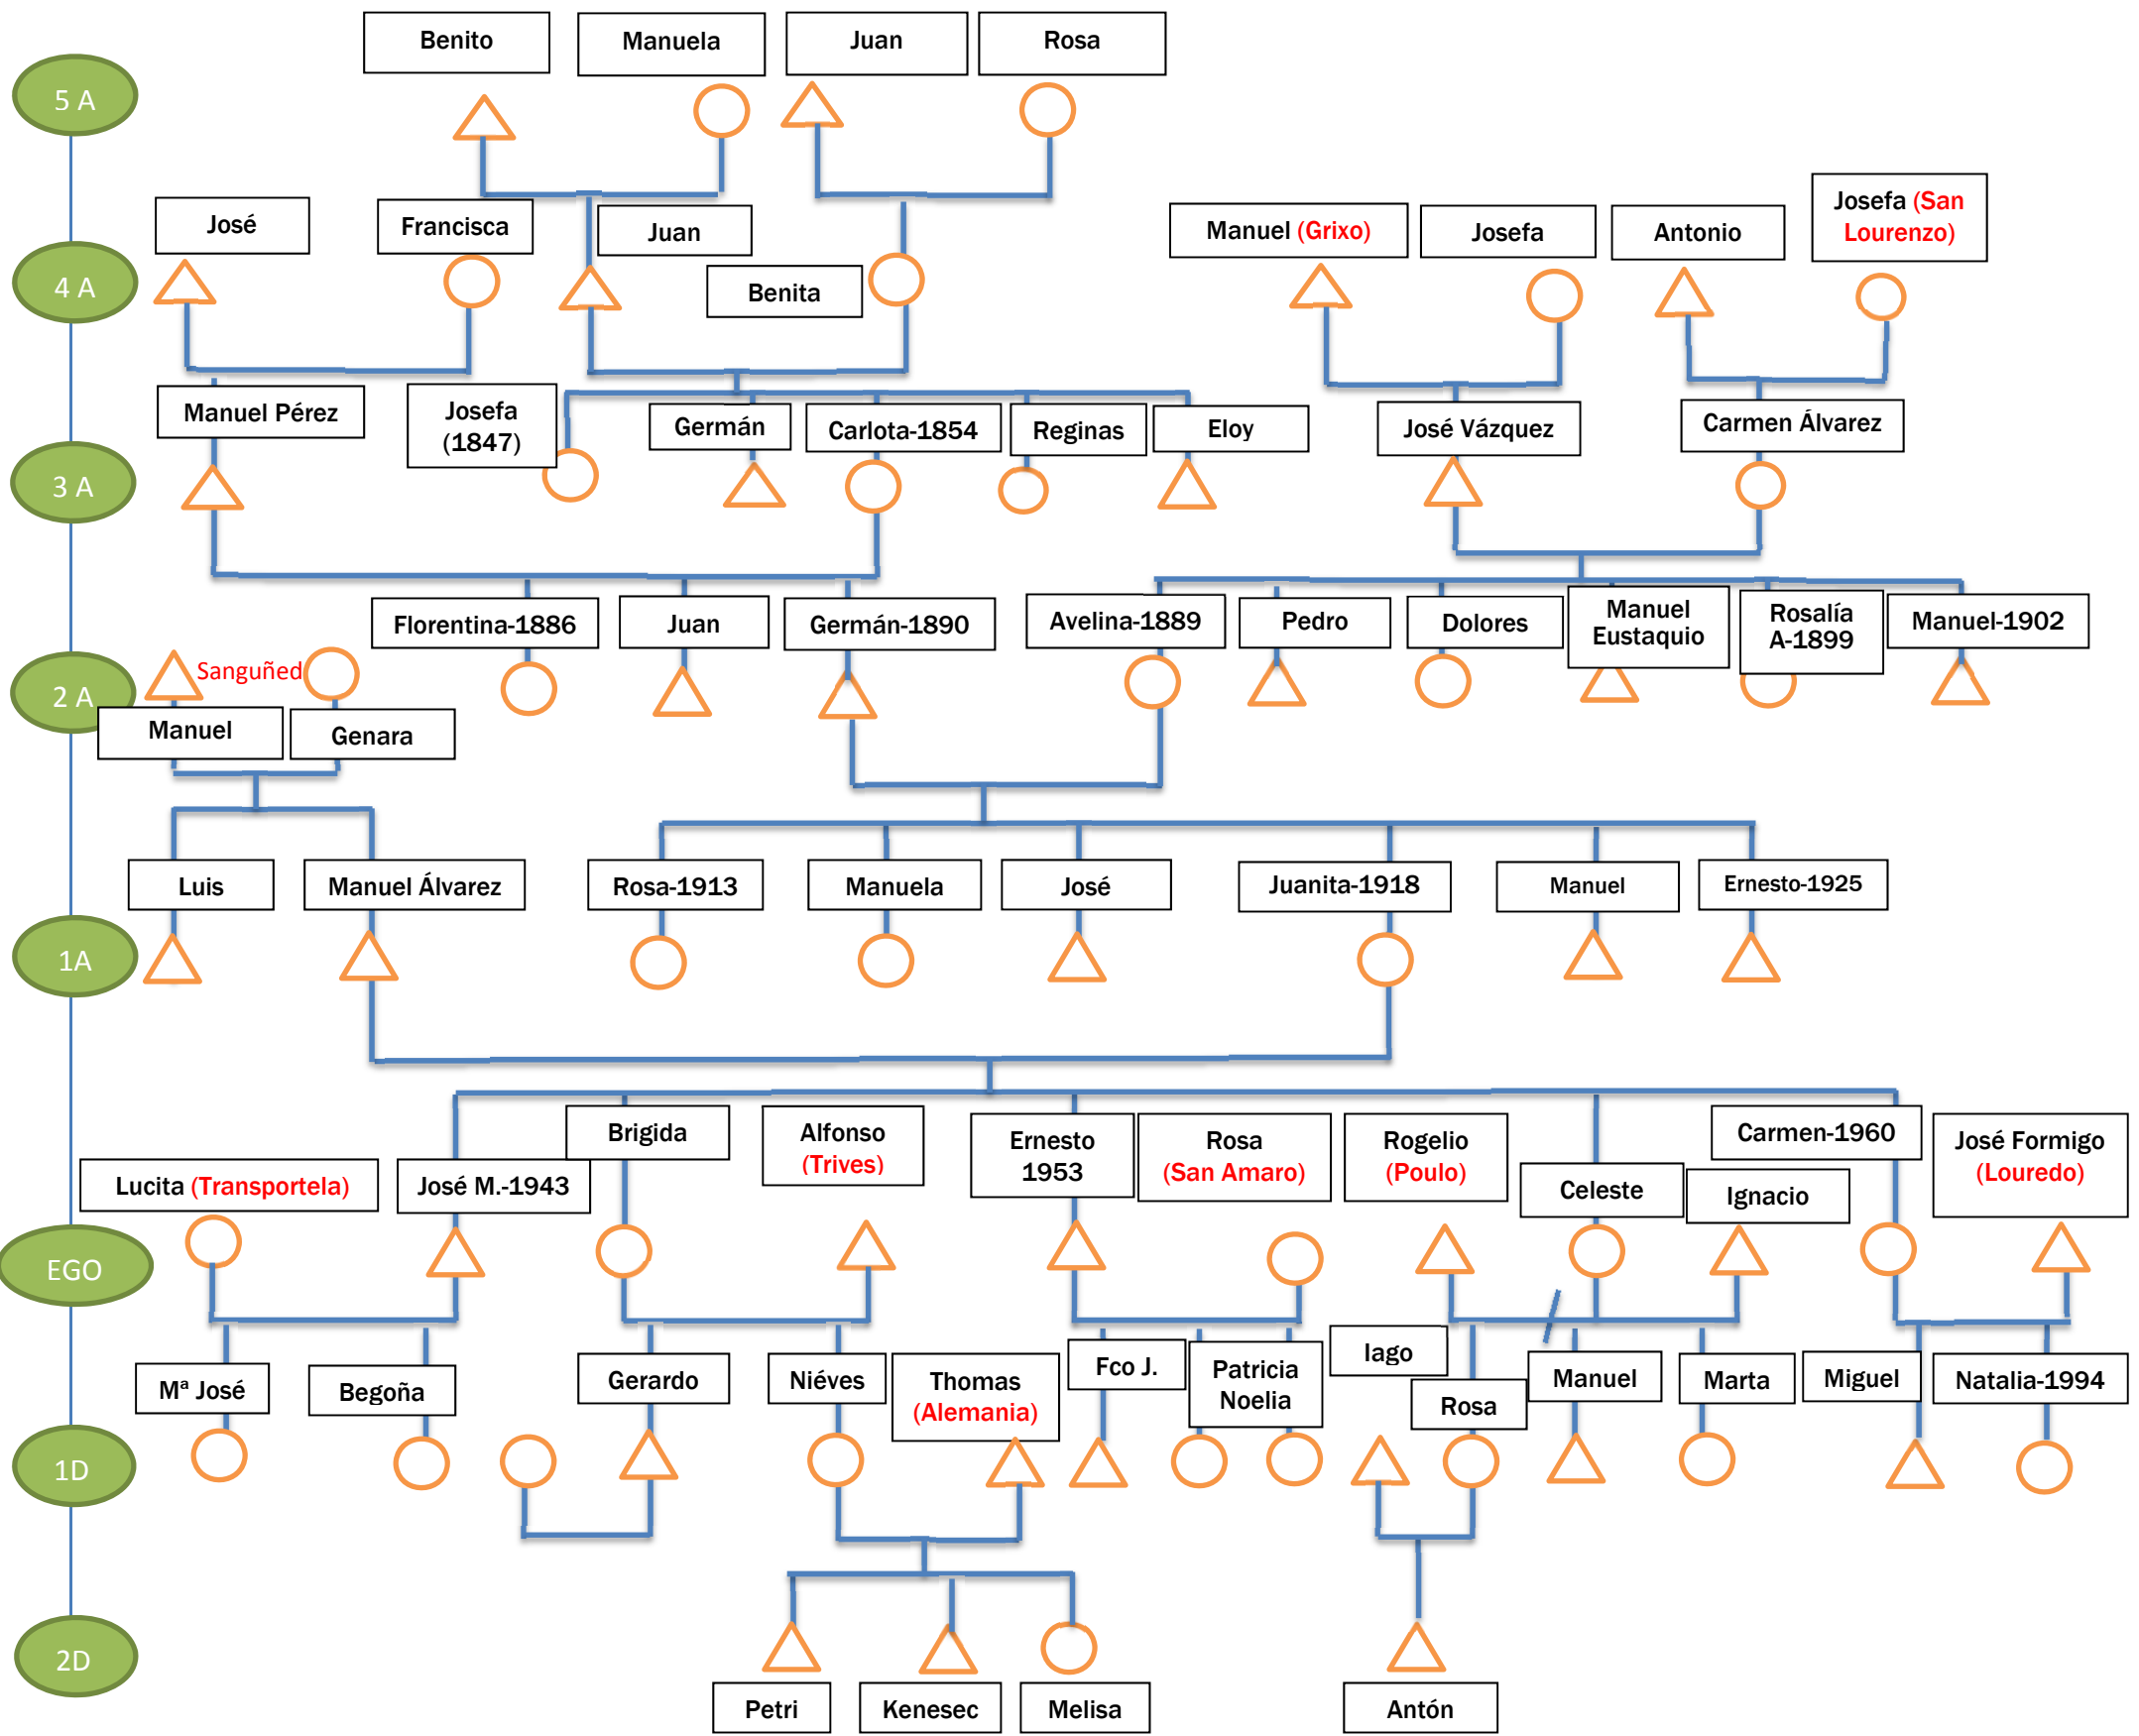 Benito
Manuela
Juan
Rosa
5 A
José
Francisca
Juan
Benita
Manuel (Grixo)
Josefa
Antonio
Josefa (San
Lourenzo)
4 A
Manuel Pérez
Josefa
(1847)
Germán
Carlota-1854
Reginas
Eloy
José Vázquez
Carmen Álvarez
3 A
Florentina-1886
Juan
Germán-1890
Avelina-1889
Pedro
Dolores
Manuel
Eustaquio
Rosalía
A-1899
Manuel-1902
Sanguñed
2 A
Manuel
Genara
Luis
Manuel Álvarez
Rosa-1913
Manuela
José
Juanita-1918
Manuel
Ernesto-1925
1A
Lucita (Transportela)
José M.-1943
Brigida
Alfonso
(Trives)
Ernesto
1953
Rosa
(San Amaro)
Rogelio
(Poulo)
Celeste
Ignacio
Carmen-1960
José Formigo
(Louredo)
EGO
Mª José
Begoña
Gerardo
Niéves
Thomas
(Alemania)
Fco J.
Patricia
Noelia
Iago
Rosa
Manuel
Marta
Miguel
Natalia-1994
1D
2D
Petri
Kenesec
Melisa
Antón